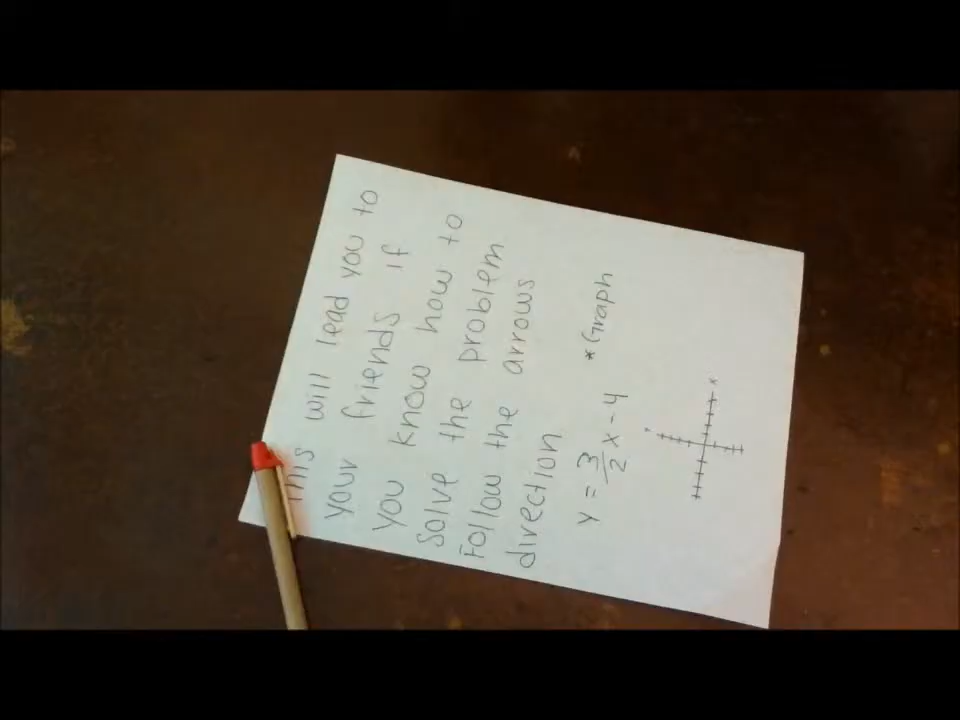 This will lead you to
your friends if
you know how to
solve the problem
Follow the arrows
direction
y = 3/2 x - 4 * Graph
x